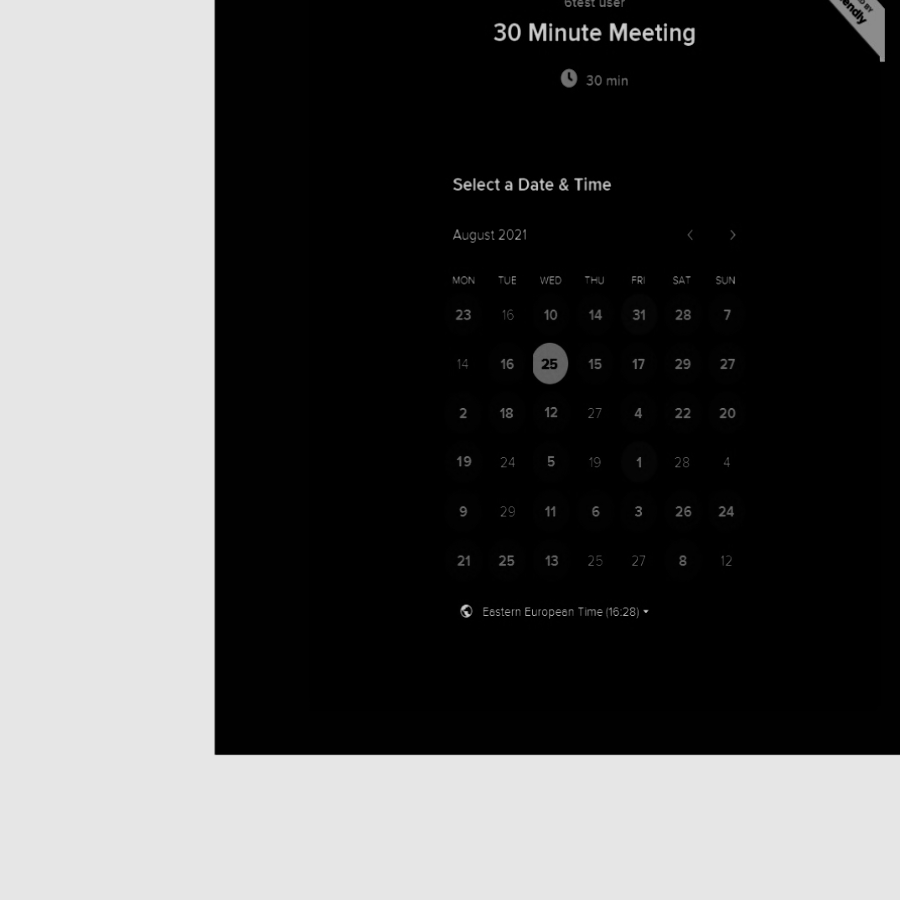 6test user
30 Minute Meeting
30 min
Select a Date & Time
August 2021
MON TUE WED THU FRI SAT SUN
23 16 10 14 31 28 7
14 16 25 15 17 29 27
2 18 12 27 4 22 20
19 24 5 19 1 28 4
9 29 11 6 3 26 24
21 25 13 25 27 8 12
Eastern European Time (16:28)